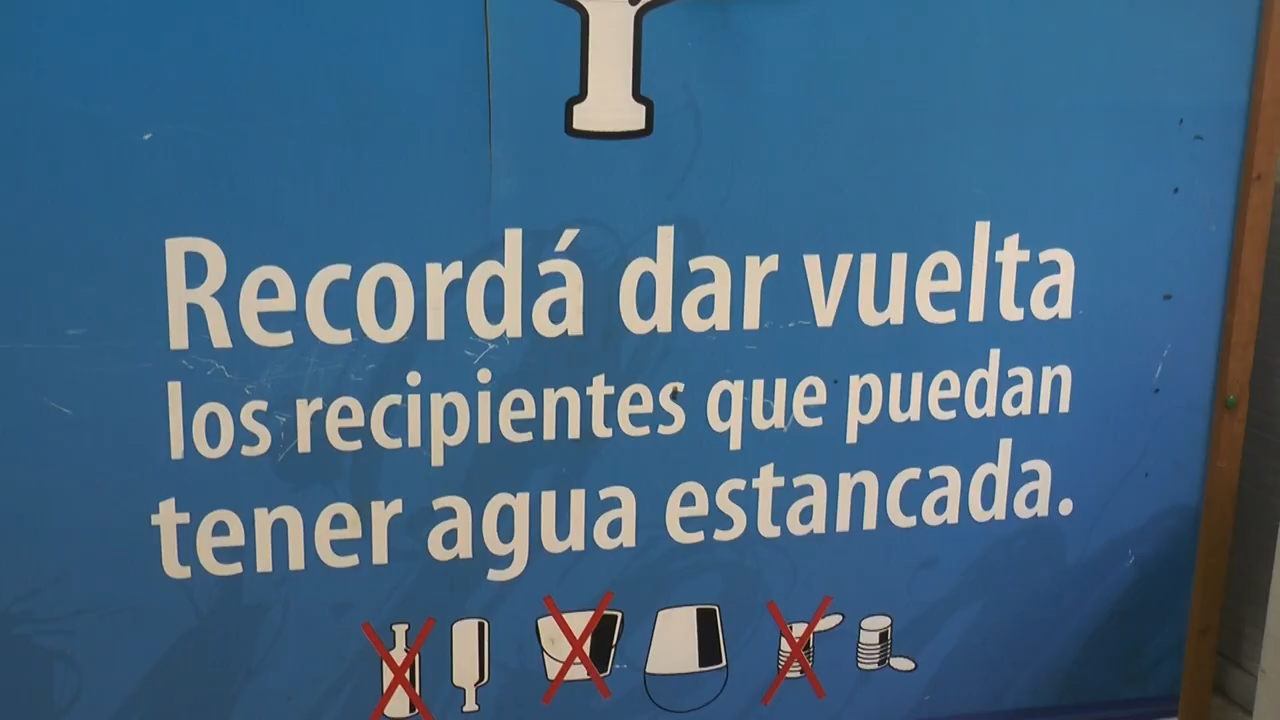 Recordá dar vuelta
los recipientes que puedan
tener agua estancada.